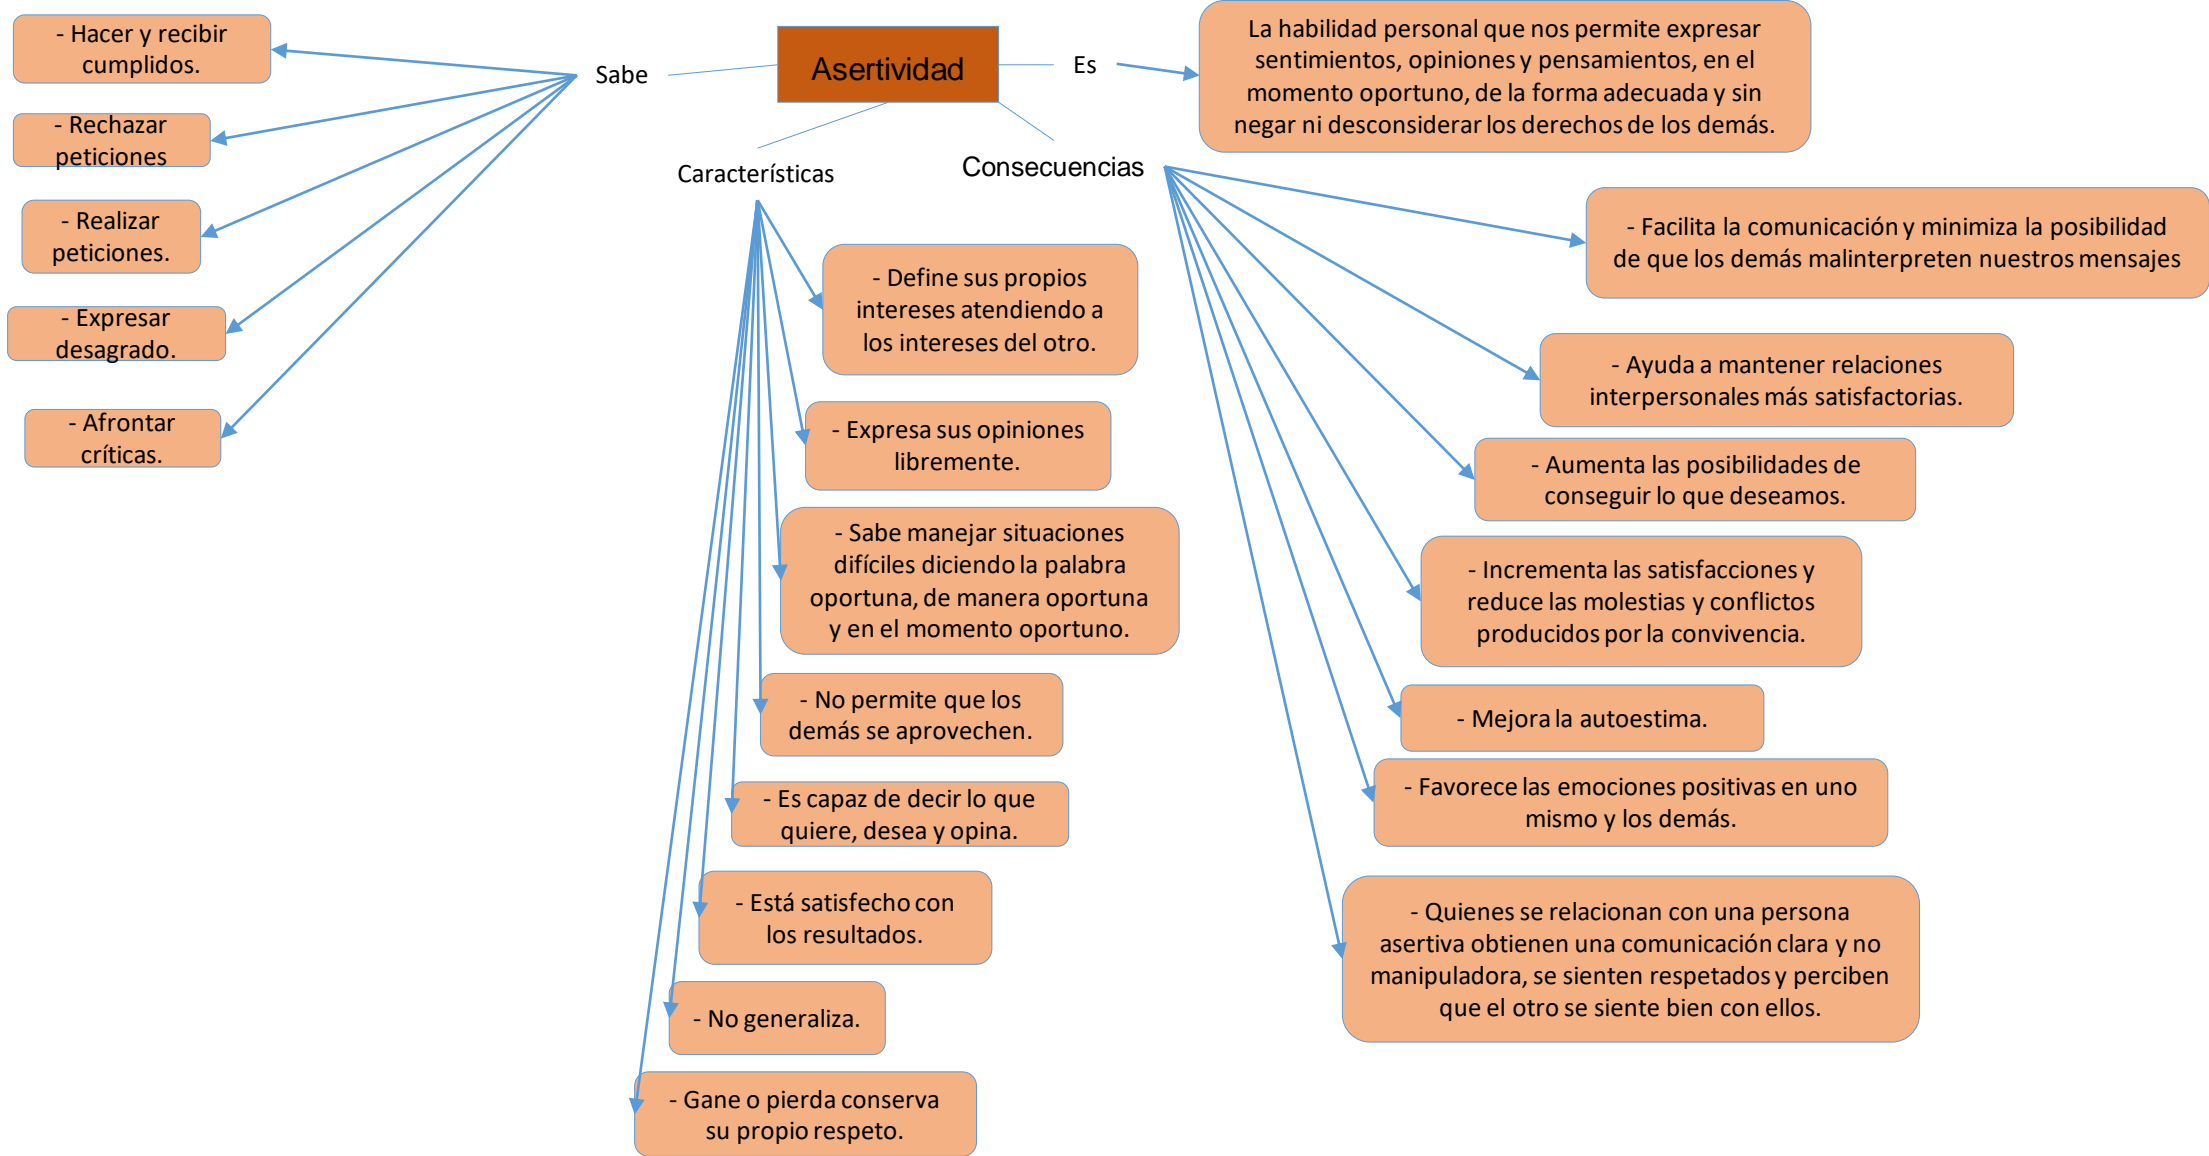 Asertividad
Es
La habilidad personal que nos permite expresar
sentimientos, opiniones y pensamientos, en el
momento oportuno, de la forma adecuada y sin
negar ni desconsiderar los derechos de los demás.
Sabe
- Hacer y recibir
cumplidos.
- Rechazar
peticiones
- Realizar
peticiones.
- Expresar
desagrado.
- Afrontar
críticas.
Características
- Define sus propios
intereses atendiendo a
los intereses del otro.
- Expresa sus opiniones
libremente.
- Sabe manejar situaciones
difíciles diciendo la palabra
oportuna, de manera oportuna
y en el momento oportuno.
- No permite que los
demás se aprovechen.
- Es capaz de decir lo que
quiere, desea y opina.
- Está satisfecho con
los resultados.
- No generaliza.
- Gane o pierda conserva
su propio respeto.
Consecuencias
- Facilita la comunicación y minimiza la posibilidad
de que los demás malinterpreten nuestros mensajes
- Ayuda a mantener relaciones
interpersonales más satisfactorias.
- Aumenta las posibilidades de
conseguir lo que deseamos.
- Incrementa las satisfacciones y
reduce las molestias y conflictos
producidos por la convivencia.
- Mejora la autoestima.
- Favorece las emociones positivas en uno
mismo y los demás.
- Quienes se relacionan con una persona
asertiva obtienen una comunicación clara y no
manipuladora, se sienten respetados y perciben
que el otro se siente bien con ellos.